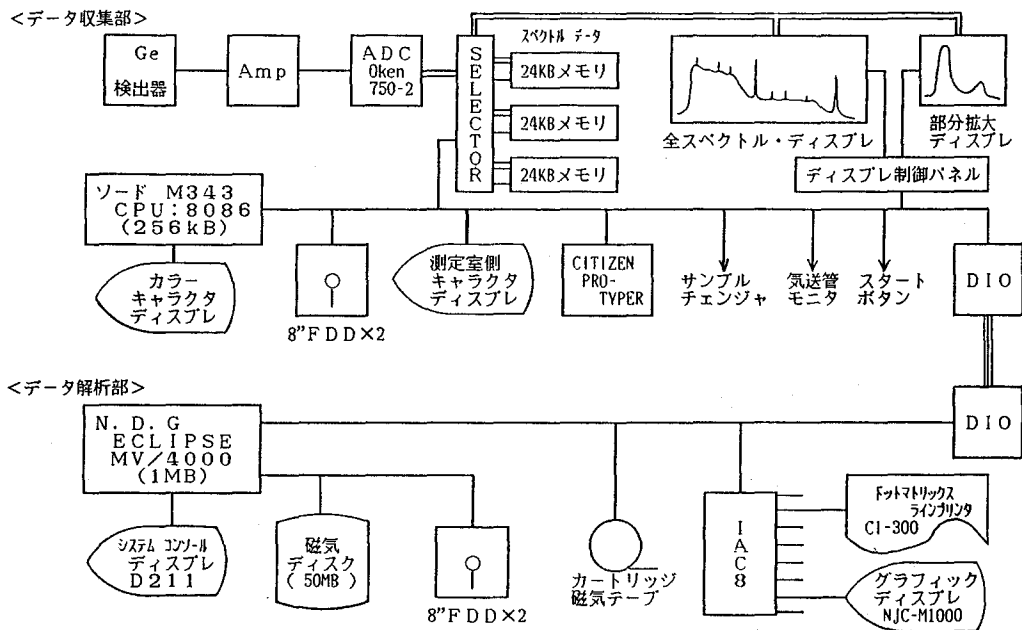 <データ収集部>
Ge
検出器
Amp
ADC
Oken
750-2
SELECTOR
スペクトル データ
24KBメモリ
24KBメモリ
24KBメモリ
全スペクトル・ディスプレ
部分拡大
ディスプレ
ディスプレ制御パネル
ソード M343
CPU:8086
(256kB)
カラー
キャラクタ
ディスプレ
8”FDD×2
測定室側
キャラクタ
ディスプレ
CITIZEN
PRO-
TYPER
サンプル
チェンジャ
気送管
モニタ
スタート
ボタン
DIO
<データ解析部>
N.D.G
ECLIPSE
MV/4000
(1MB)
DIO
システム コンソール
ディスプレ
D211
磁気
ディスク
(50MB)
8”FDD×2
カートリッジ
磁気テープ
IAC8
ドットマトリックス
ラインプリンタ
CI-300
グラフィック
ディスプレ
NJC-M1000